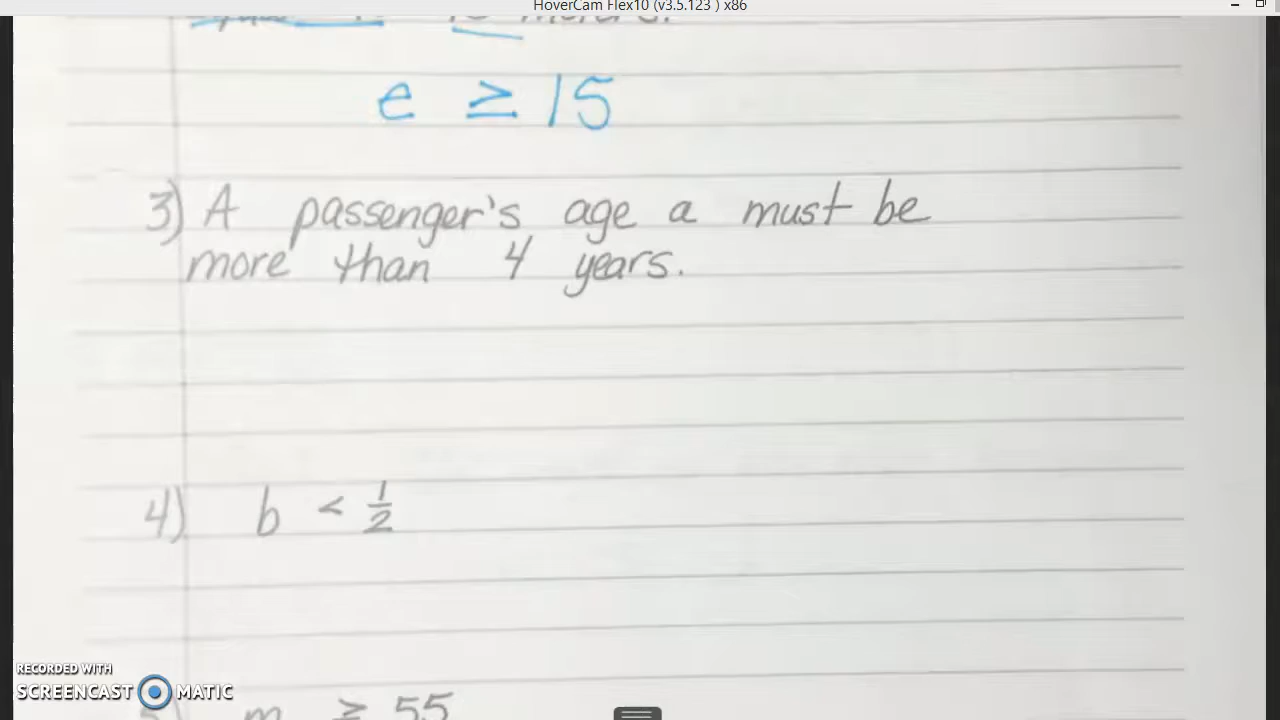 HoverCam Flex10 (v3.5.123 ) x86
e ≥ 15
3) A passenger's age a must be
more than 4 years.
4) b < 1/2
m ≥ 55
RECORDED WITH
SCREENCAST MATIC